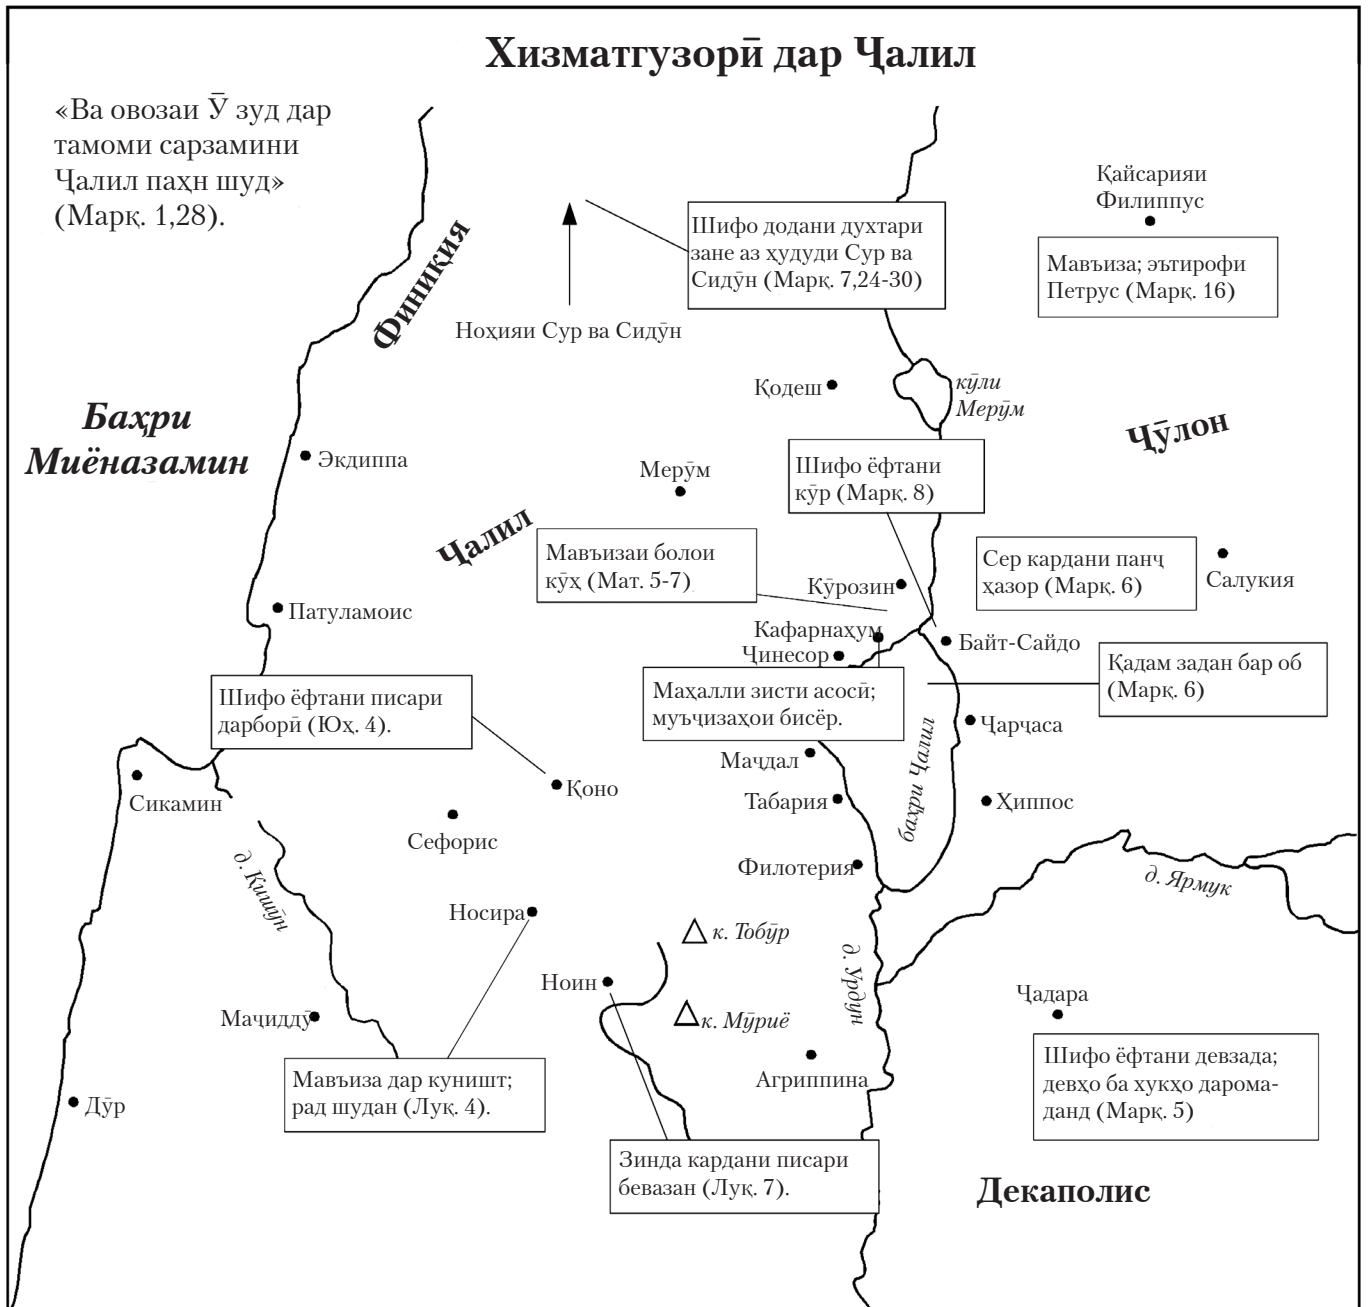 Хизматгузорӣ дар Ҷалил
«Ва овозаи Ӯ зуд дар
тамоми сарзамини
Ҷалил паҳн шуд»
(Марқ. 1,28).
Қайсарияи
Филиппус
Шифо додани духтари
зане аз ҳудуди Сур ва
Сидӯн (Марқ. 7,24-30)
Мавъиза; эътирофи
Петрус (Марқ. 16)
Финиқия
Ноҳияи Сур ва Сидӯн
Қодеш
кӯли
Мерӯм
Баҳри
Миёназамин
Ҷӯлон
Экдиппа
Мерӯм
Шифо ёфтани
кӯр (Марқ. 8)
Ҷалил
Мавъизаи болои
кӯҳ (Мат. 5-7)
Сер кардани панҷ
ҳазор (Марқ. 6)
Салукия
Кӯрозин
Патуламоис
Кафарнаҳум
Ҷинесор
Байт-Сайдо
Қадам задан бар об
(Марқ. 6)
Шифо ёфтани писари
дарборӣ (Юҳ. 4).
Маҳалли зисти асосӣ;
муъҷизаҳои бисёр.
Ҷарҷаса
Маҷдал
баҳри Ҷалил
Сикамин
Қоно
Табария
Ҳиппос
Сефорис
Филотерия
д. Ярмук
д. Қишӯн
Носира
к. Тобӯр
д. Урдун
Ноин
Ҷадара
Маҷиддӯ
к. Мӯриё
Агриппина
Шифо ёфтани девзада;
девҳо ба хукҳо дарома-
данд (Марқ. 5)
Мавъиза дар куништ;
рад шудан (Луқ. 4).
Дӯр
Зинда кардани писари
бевазан (Луқ. 7).
Декаполис